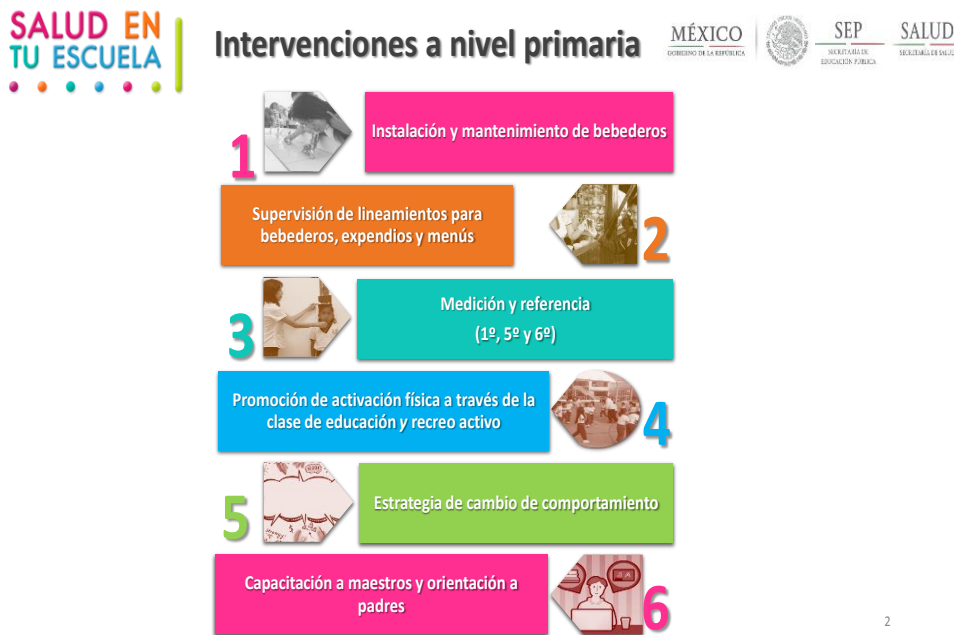 SALUD EN
TU ESCUELA
Intervenciones a nivel primaria
MÉXICO
GOBIERNO DE LA REPÚBLICA
SEP
SECRETARÍA DE
EDUCACIÓN PÚBLICA
SALUD
SECRETARÍA DE SALUD
1
Instalación y mantenimiento de bebederos
Supervisión de lineamientos para
bebederos, expendios y menús
2
3
Medición y referencia
(1º, 5º y 6º)
Promoción de activación física a través de la
clase de educación y recreo activo
4
5
Estrategia de cambio de comportamiento
Capacitación a maestros y orientación a
padres
6
2